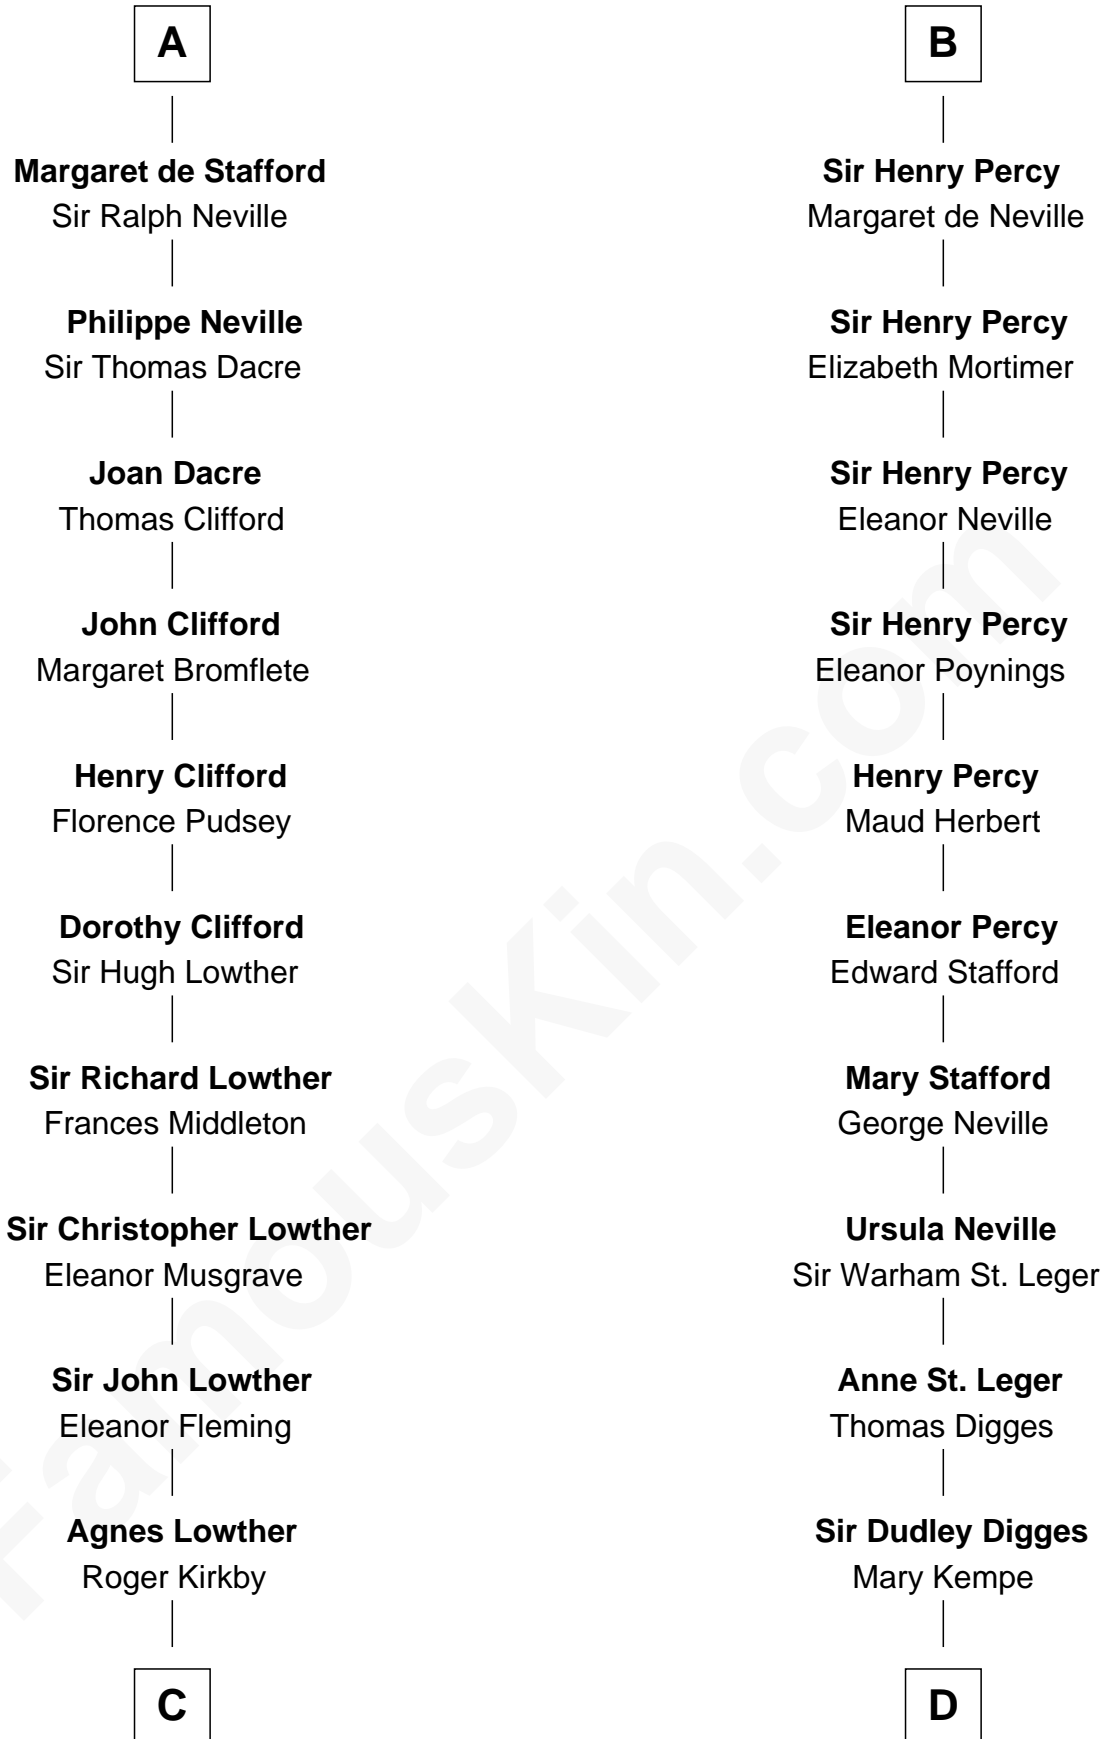 A
Margaret de Stafford
Sir Ralph Neville
Philippe Neville
Sir Thomas Dacre
Joan Dacre
Thomas Clifford
John Clifford
Margaret Bromflete
Henry Clifford
Florence Pudsey
Dorothy Clifford
Sir Hugh Lowther
Sir Richard Lowther
Frances Middleton
Sir Christopher Lowther
Eleanor Musgrave
Sir John Lowther
Eleanor Fleming
Agnes Lowther
Roger Kirkby
C
B
Sir Henry Percy
Margaret de Neville
Sir Henry Percy
Elizabeth Mortimer
Sir Henry Percy
Eleanor Neville
Sir Henry Percy
Eleanor Poynings
Henry Percy
Maud Herbert
Eleanor Percy
Edward Stafford
Mary Stafford
George Neville
Ursula Neville
Sir Warham St. Leger
Anne St. Leger
Thomas Digges
Sir Dudley Digges
Mary Kempe
D
FamousKin.com